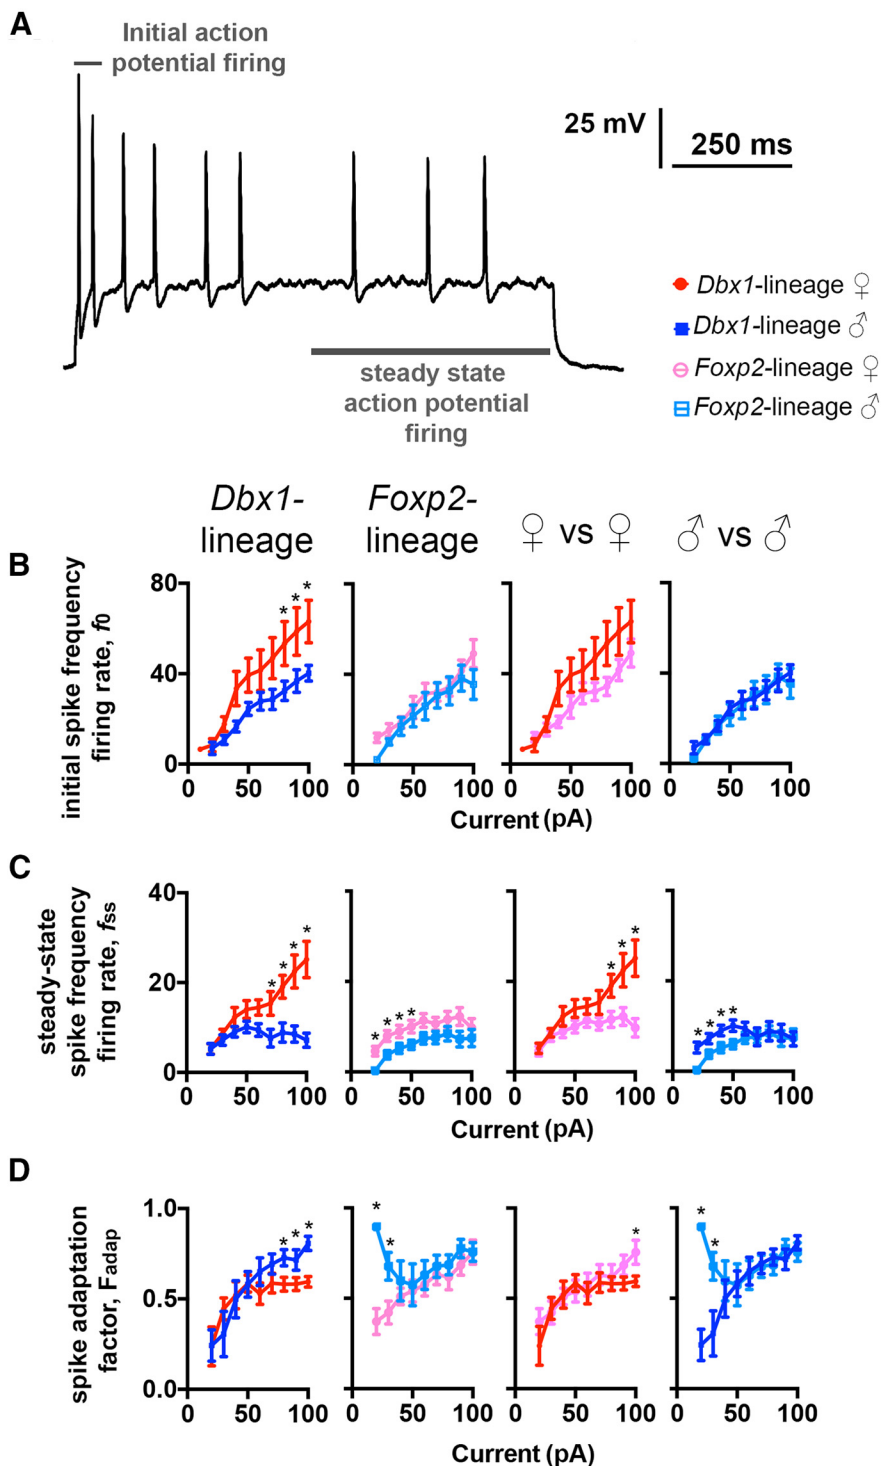 A
Initial action
potential firing
25 mV
250 ms
Dbx1-lineage ♀
Dbx1-lineage ♂
Foxp2-lineage ♀
Foxp2-lineage ♂
steady state
action potential
firing
Dbx1-
lineage
Foxp2-
lineage
♀ vs ♀
♂ vs ♂
B
initial spike frequency
firing rate, f0
80
40
0
* * *
0 50 100
0 50 100
0 50 100
0 50 100
Current (pA)
C
steady-state
spike frequency
firing rate, fss
40
20
0
* * * *
* * * *
* * *
* * * *
0 50 100
0 50 100
0 50 100
0 50 100
Current (pA)
D
spike adaptation
factor, Fadap
1.0
0.5
0.0
* * *
* *
*
* *
0 50 100
0 50 100
0 50 100
0 50 100
Current (pA)